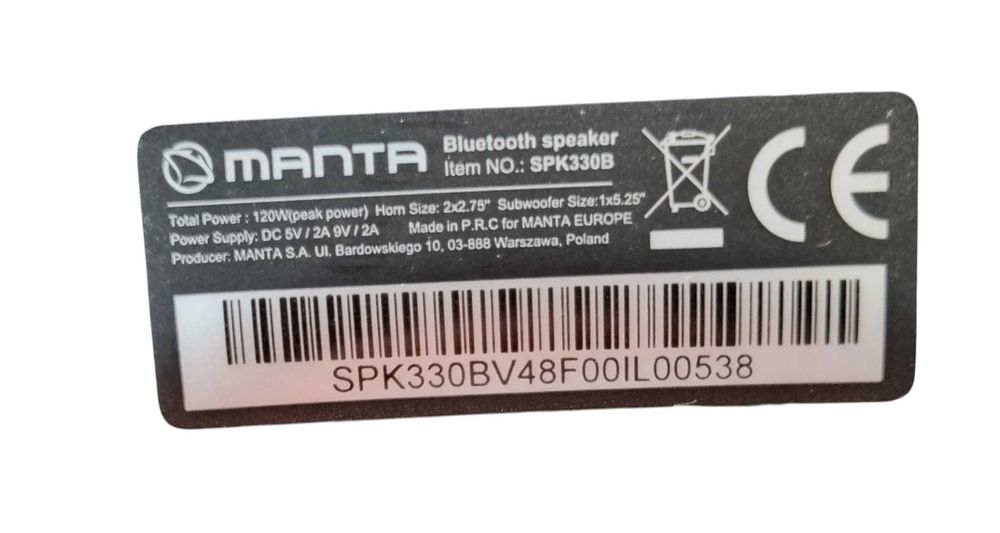 MANTA
Bluetooth speaker
Item NO.: SPK330B
Total Power : 120W(peak power) Horn Size: 2x2.75" Subwoofer Size:1x5.25"
Power Supply: DC 5V / 2A 9V / 2A Made in P.R.C for MANTA EUROPE
Producer: MANTA S.A. Ul. Bardowskiego 10, 03-888 Warszawa, Poland
CE
SPK330BV48F00IL00538